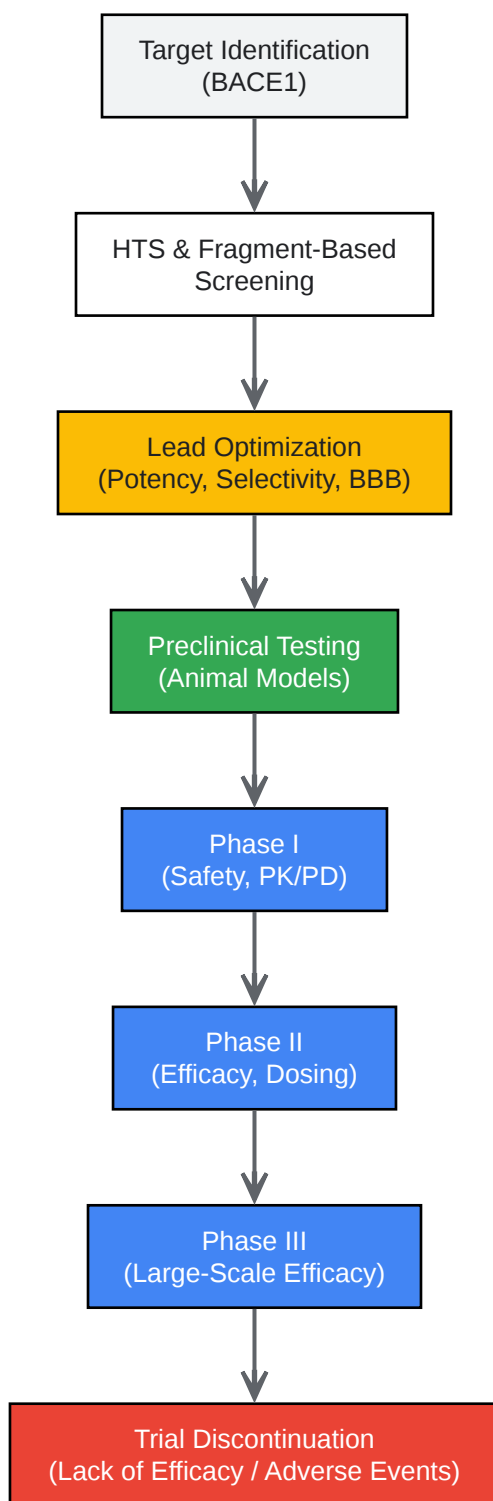 Target Identification
(BACE1)
HTS & Fragment-Based
Screening
Lead Optimization
(Potency, Selectivity, BBB)
Preclinical Testing
(Animal Models)
Phase I
(Safety, PK/PD)
Phase II
(Efficacy, Dosing)
Phase III
(Large-Scale Efficacy)
Trial Discontinuation
(Lack of Efficacy / Adverse Events)